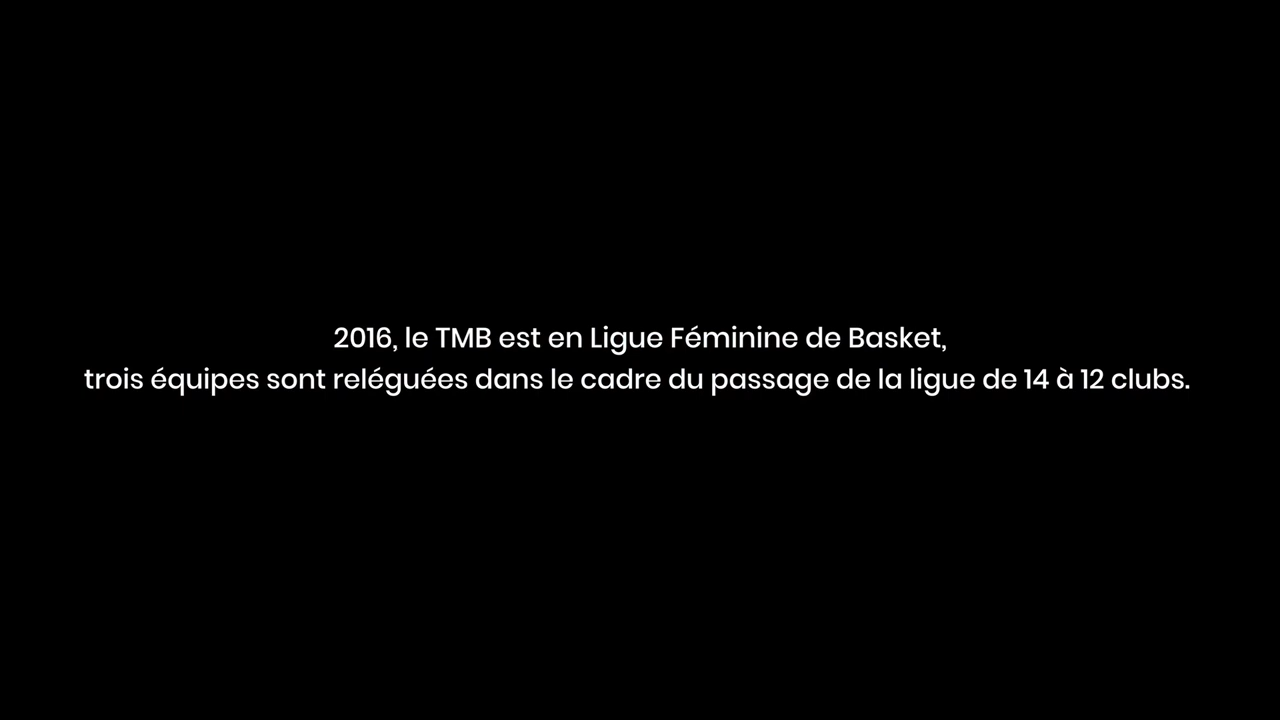 2016, le TMB est en Ligue Féminine de Basket,
trois équipes sont reléguées dans le cadre du passage de la ligue de 14 à 12 clubs.